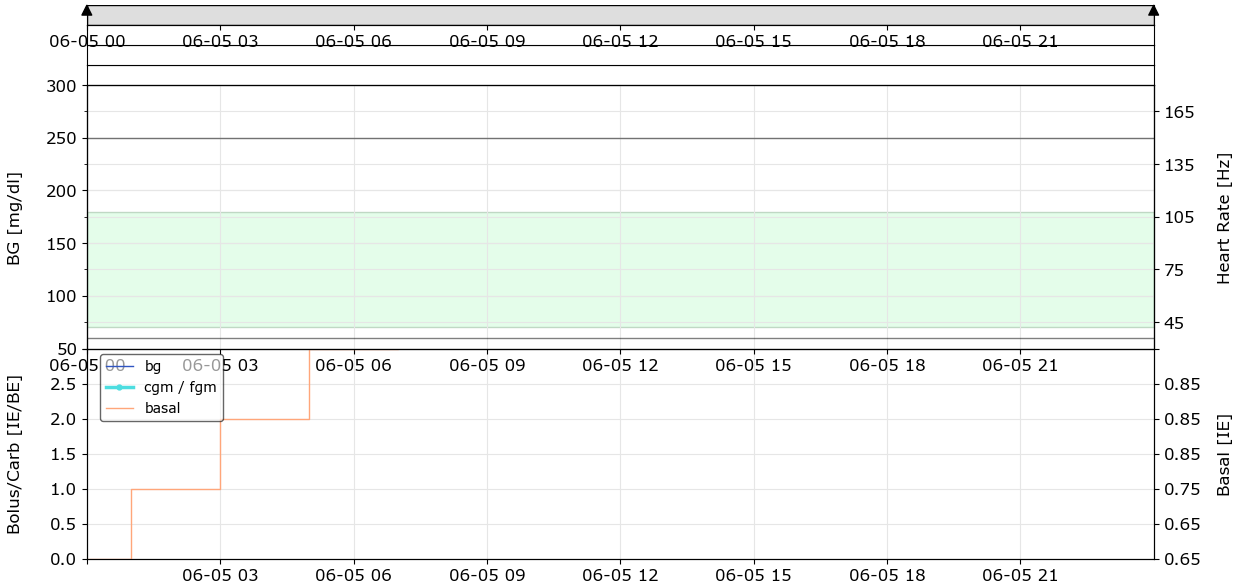 06-05 00 06-05 03 06-05 06 06-05 09 06-05 12 06-05 15 06-05 18 06-05 21
300
250
200
150
100
50
BG [mg/dl]
165
135
105
75
45
Heart Rate [Hz]
06-05 00 06-05 03 06-05 06 06-05 09 06-05 12 06-05 15 06-05 18 06-05 21
bg
cgm / fgm
basal
2.5
2.0
1.5
1.0
0.5
0.0
Bolus/Carb [IE/BE]
0.85
0.85
0.85
0.75
0.65
0.65
Basal [IE]
06-05 03 06-05 06 06-05 09 06-05 12 06-05 15 06-05 18 06-05 21